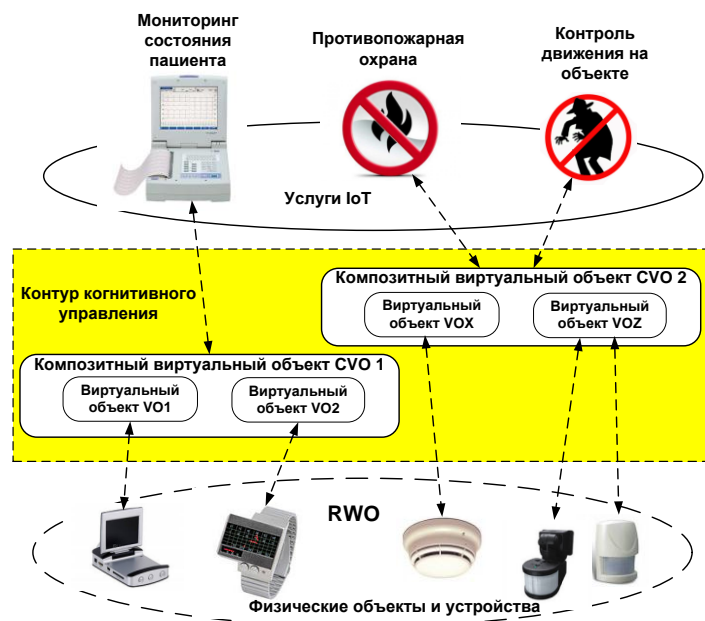 Мониторинг
состояния
пациента
Противопожарная
охрана
Контроль
движения на
объекте
Услуги IoT
Контур когнитивного
управления
Композитный виртуальный объект CVO 2
Виртуальный
объект VOX
Виртуальный
объект VOZ
Композитный виртуальный объект CVO 1
Виртуальный
объект VO1
Виртуальный
объект VO2
RWO
Физические объекты и устройства